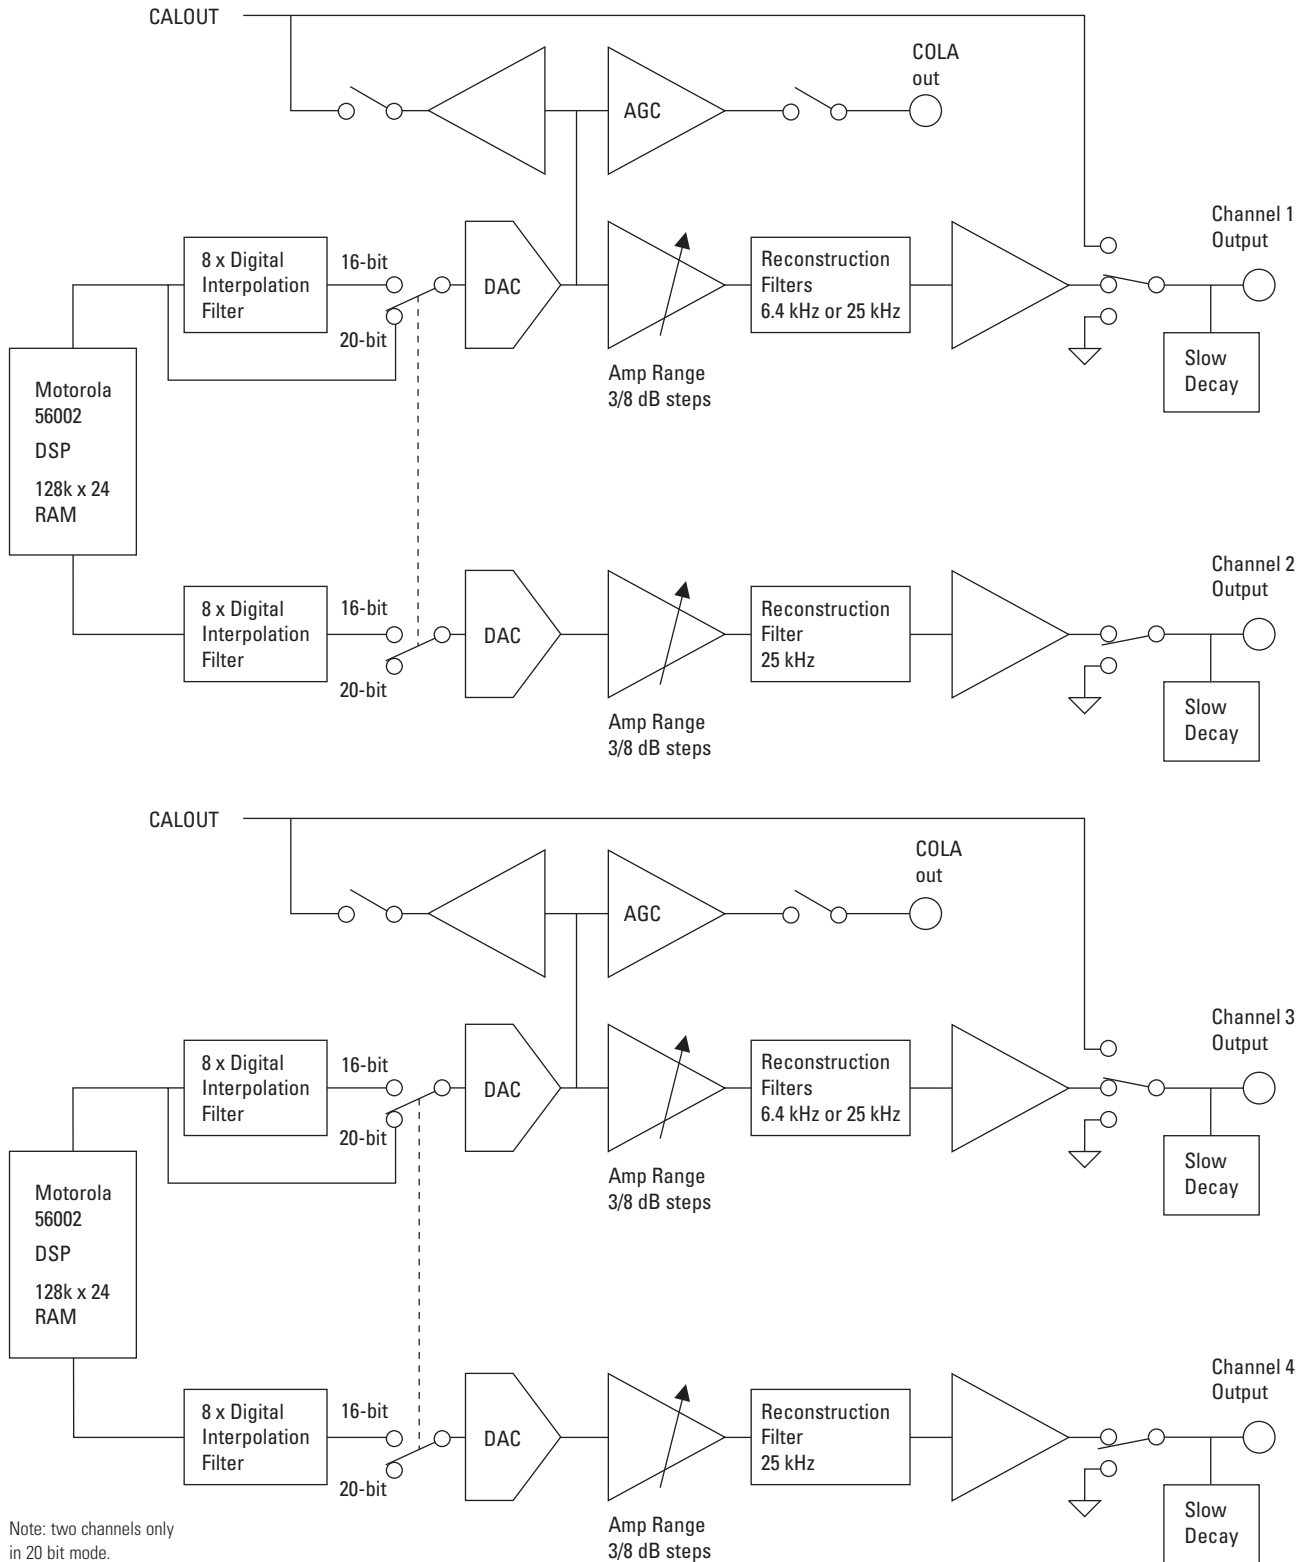 CALOUT
COLA
out
AGC
Channel 1
Output
8 x Digital
Interpolation
Filter
16-bit
20-bit
DAC
Amp Range
3/8 dB steps
Reconstruction
Filters
6.4 kHz or 25 kHz
Slow
Decay
Motorola
56002
DSP
128k x 24
RAM
Channel 2
Output
8 x Digital
Interpolation
Filter
16-bit
20-bit
DAC
Amp Range
3/8 dB steps
Reconstruction
Filter
25 kHz
Slow
Decay
CALOUT
COLA
out
AGC
Channel 3
Output
8 x Digital
Interpolation
Filter
16-bit
20-bit
DAC
Amp Range
3/8 dB steps
Reconstruction
Filters
6.4 kHz or 25 kHz
Slow
Decay
Motorola
56002
DSP
128k x 24
RAM
Channel 4
Output
8 x Digital
Interpolation
Filter
16-bit
20-bit
DAC
Amp Range
3/8 dB steps
Reconstruction
Filter
25 kHz
Slow
Decay
Note: two channels only
in 20 bit mode.